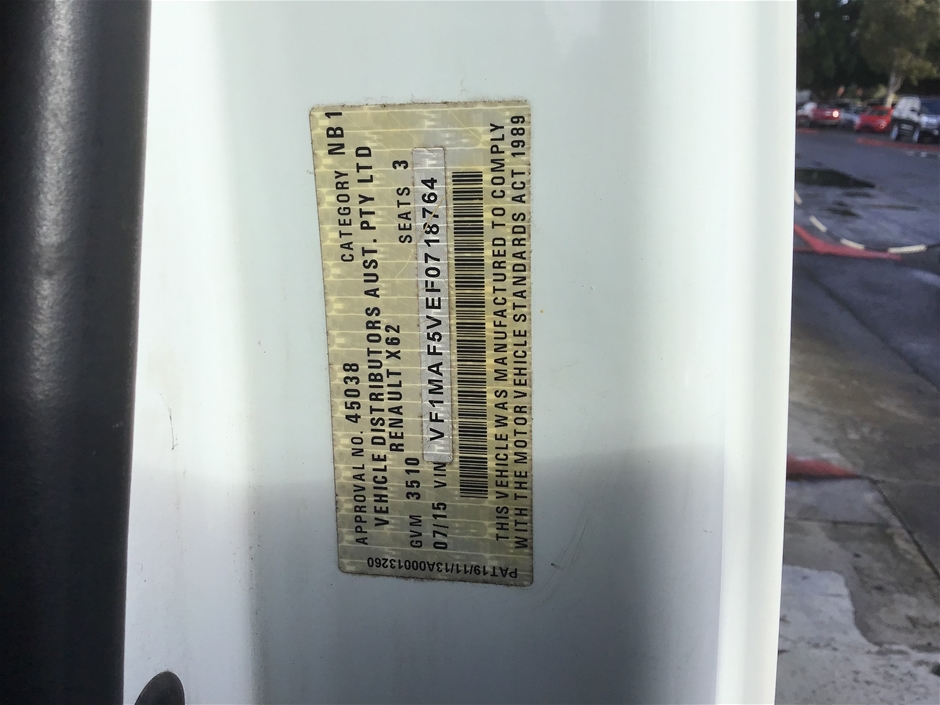 APPROVAL NO. 45038 CATEGORY NB1
VEHICLE DISTRIBUTORS AUST. PTY LTD
RENAULT X62
GVM 3510 SEATS 3
07/15 VIN VF1MAF5VEF0718764
THIS VEHICLE WAS MANUFACTURED TO COMPLY
WITH THE MOTOR VEHICLE STANDARDS ACT 1989
PAT19/11/13A00013260